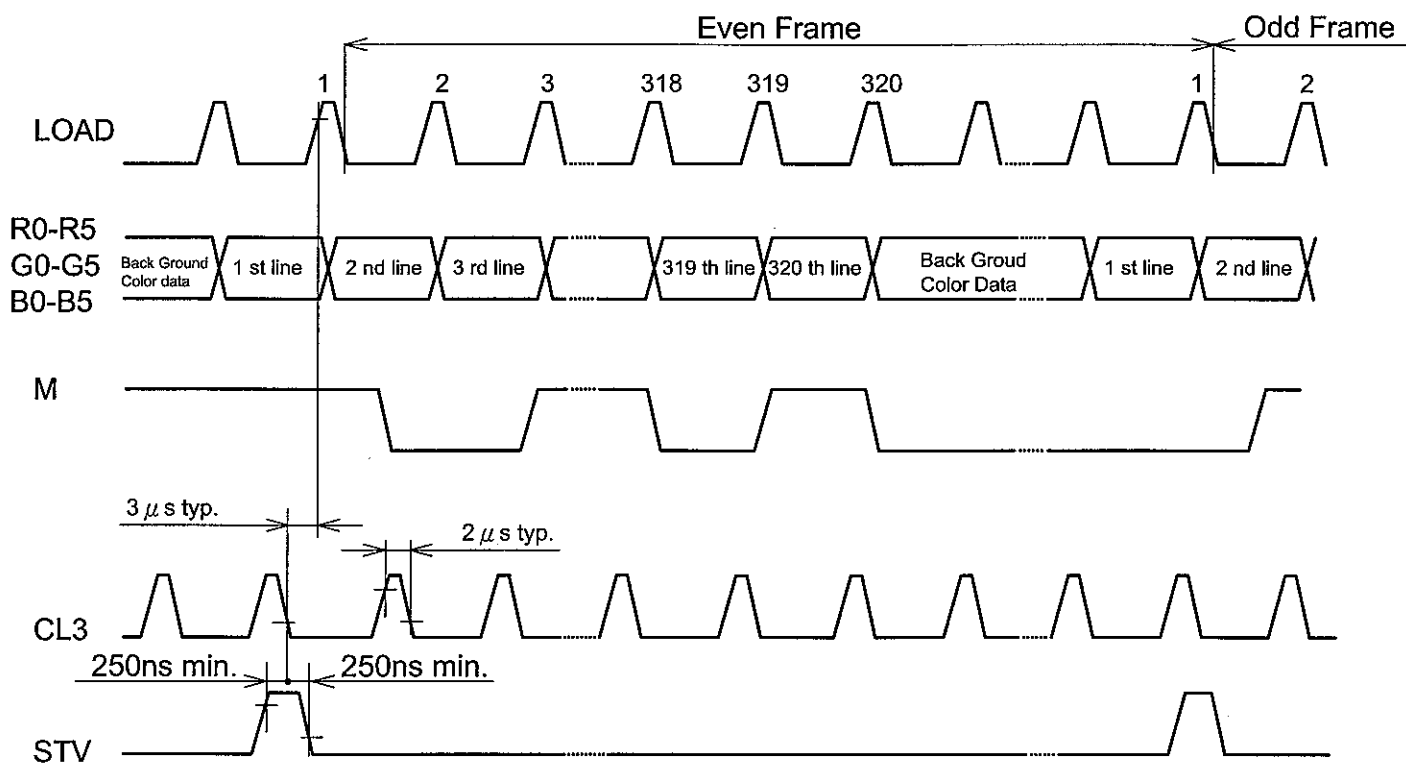 Even Frame
Odd Frame
1 2 3 318 319 320 1 2
LOAD
R0-R5
G0-G5
B0-B5
Back Ground
Color data
1 st line
2 nd line
3 rd line
319 th line
320 th line
Back Groud
Color Data
1 st line
2 nd line
M
3 μs typ.
2 μs typ.
CL3
250ns min.
250ns min.
STV